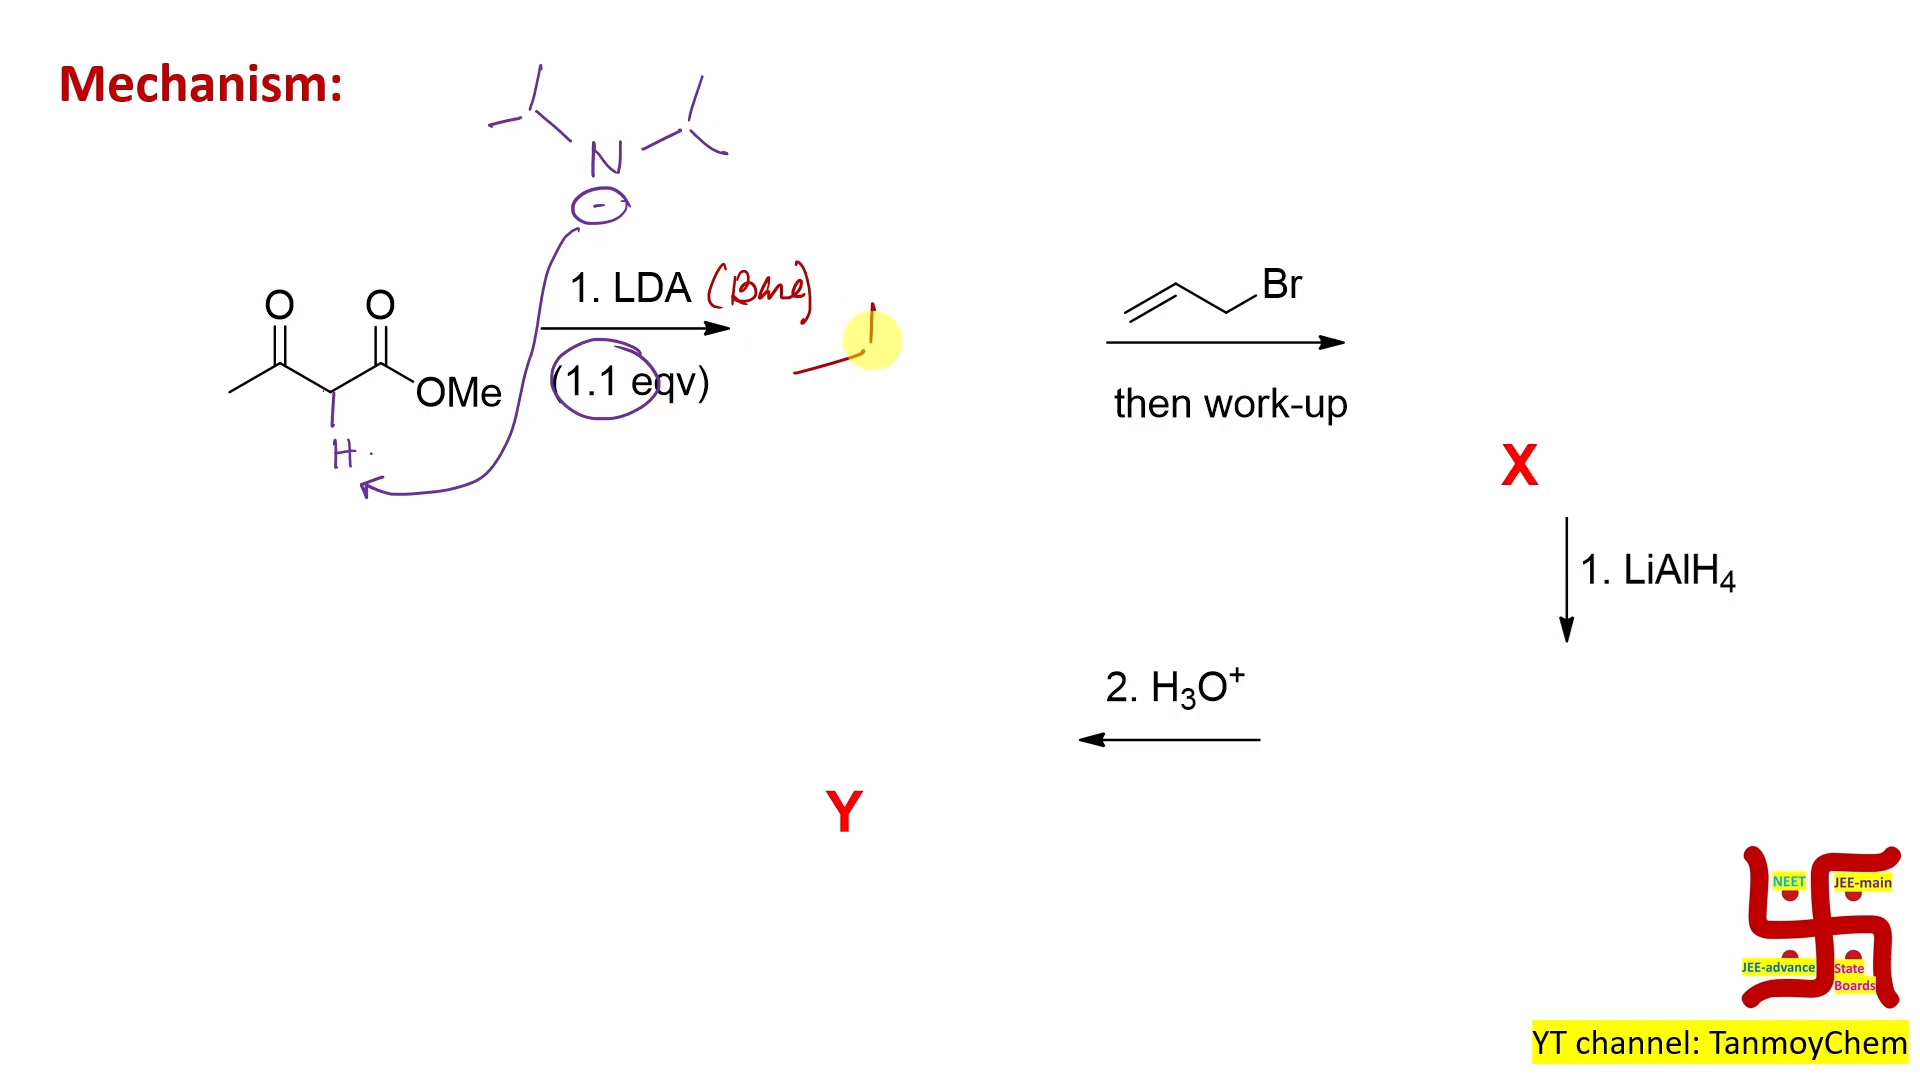 Mechanism:
N
-
1. LDA (Base)
(1.1 eqv)
O O
OMe
H
Br
then work-up
X
1. LiAlH4
2. H3O+
Y
NEET JEE-main
JEE-advance State
Boards
YT channel: TanmoyChem